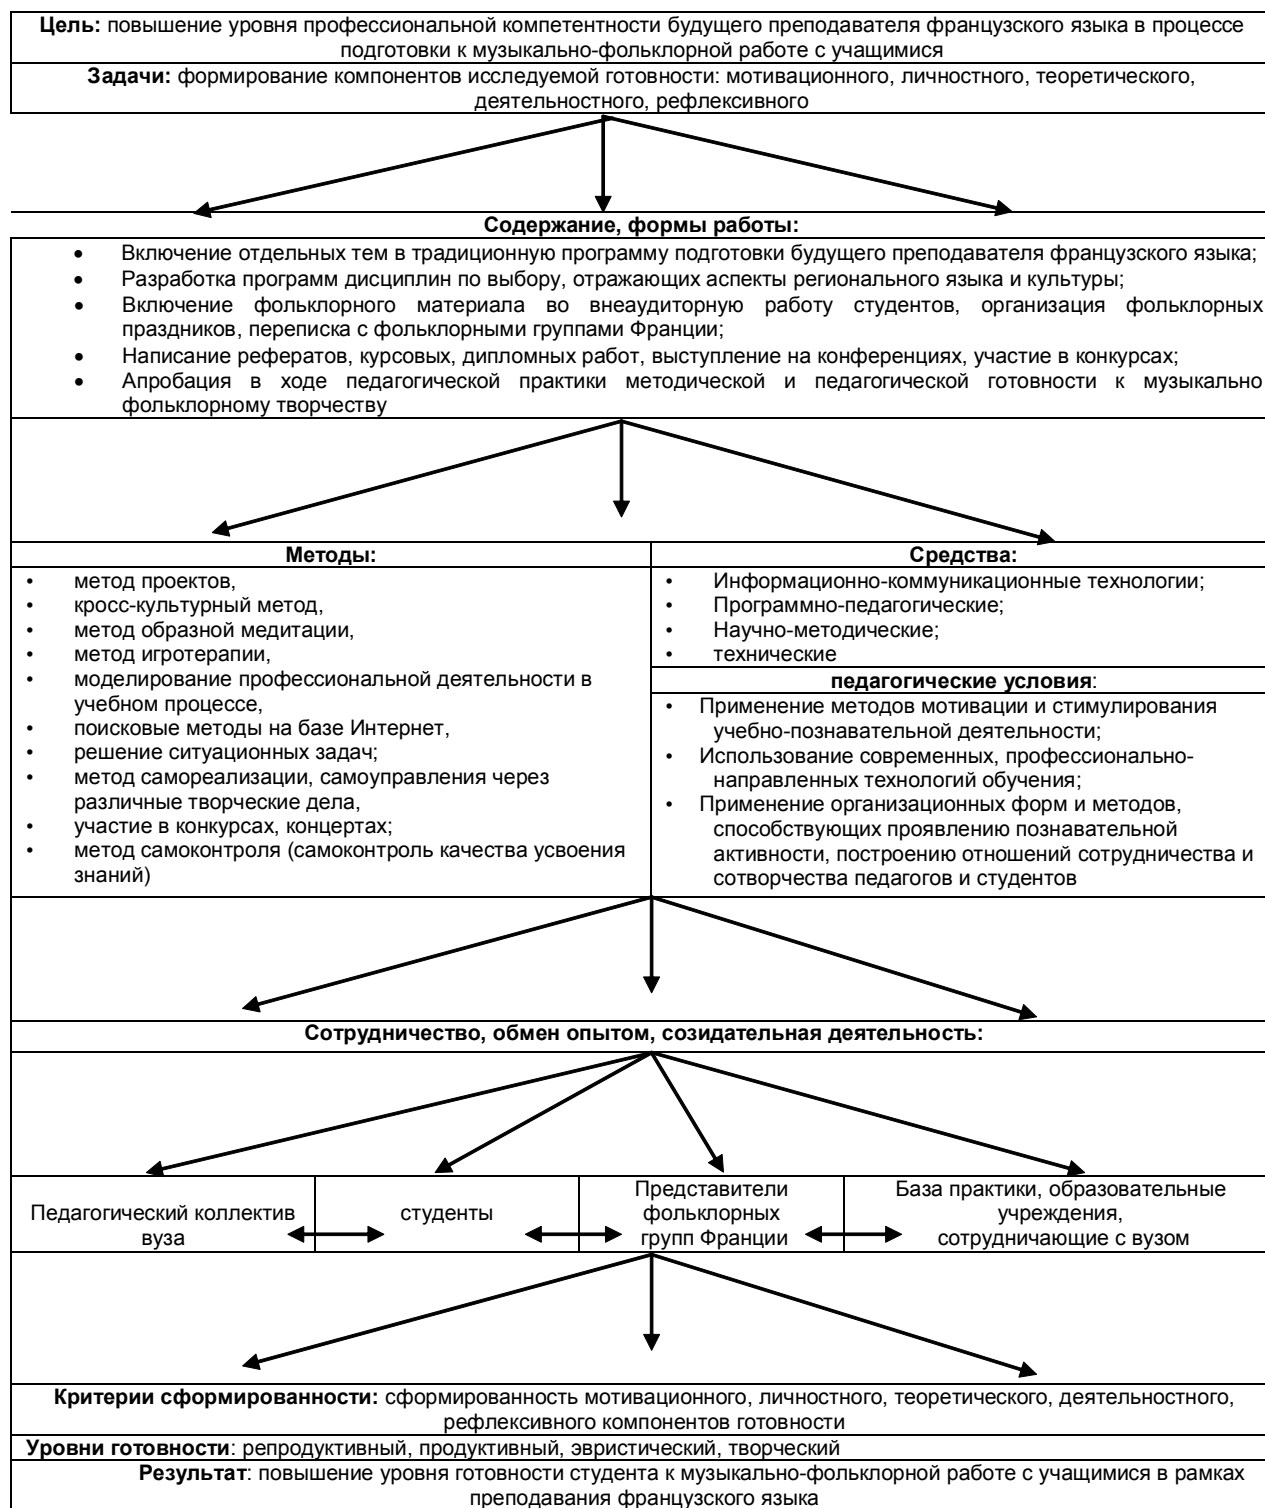 Цель: повышение уровня профессиональной компетентности будущего преподавателя французского языка в процессе
подготовки к музыкально-фольклорной работе с учащимися
Задачи: формирование компонентов исследуемой готовности: мотивационного, личностного, теоретического,
деятельностного, рефлексивного
Содержание, формы работы:
• Включение отдельных тем в традиционную программу подготовки будущего преподавателя французского языка;
• Разработка программ дисциплин по выбору, отражающих аспекты регионального языка и культуры;
• Включение фольклорного материала во внеаудиторную работу студентов, организация фольклорных
праздников, переписка с фольклорными группами Франции;
• Написание рефератов, курсовых, дипломных работ, выступление на конференциях, участие в конкурсах;
• Апробация в ходе педагогической практики методической и педагогической готовности к музыкально
фольклорному творчеству
Методы:
• метод проектов,
• кросс-культурный метод,
• метод образной медитации,
• метод игротерапии,
• моделирование профессиональной деятельности в
учебном процессе,
• поисковые методы на базе Интернет,
• решение ситуационных задач;
• метод самореализации, самоуправления через
различные творческие дела,
• участие в конкурсах, концертах;
• метод самоконтроля (самоконтроль качества усвоения
знаний)
Средства:
• Информационно-коммуникационные технологии;
• Программно-педагогические;
• Научно-методические;
• технические
педагогические условия:
• Применение методов мотивации и стимулирования
учебно-познавательной деятельности;
• Использование современных, профессионально-
направленных технологий обучения;
• Применение организационных форм и методов,
способствующих проявлению познавательной
активности, построению отношений сотрудничества и
сотворчества педагогов и студентов
Сотрудничество, обмен опытом, созидательная деятельность:
Педагогический коллектив
вуза
студенты
Представители
фольклорных
групп Франции
База практики, образовательные
учреждения,
сотрудничающие с вузом
Критерии сформированности: сформированность мотивационного, личностного, теоретического, деятельностного,
рефлексивного компонентов готовности
Уровни готовности: репродуктивный, продуктивный, эвристический, творческий
Результат: повышение уровня готовности студента к музыкально-фольклорной работе с учащимися в рамках
преподавания французского языка